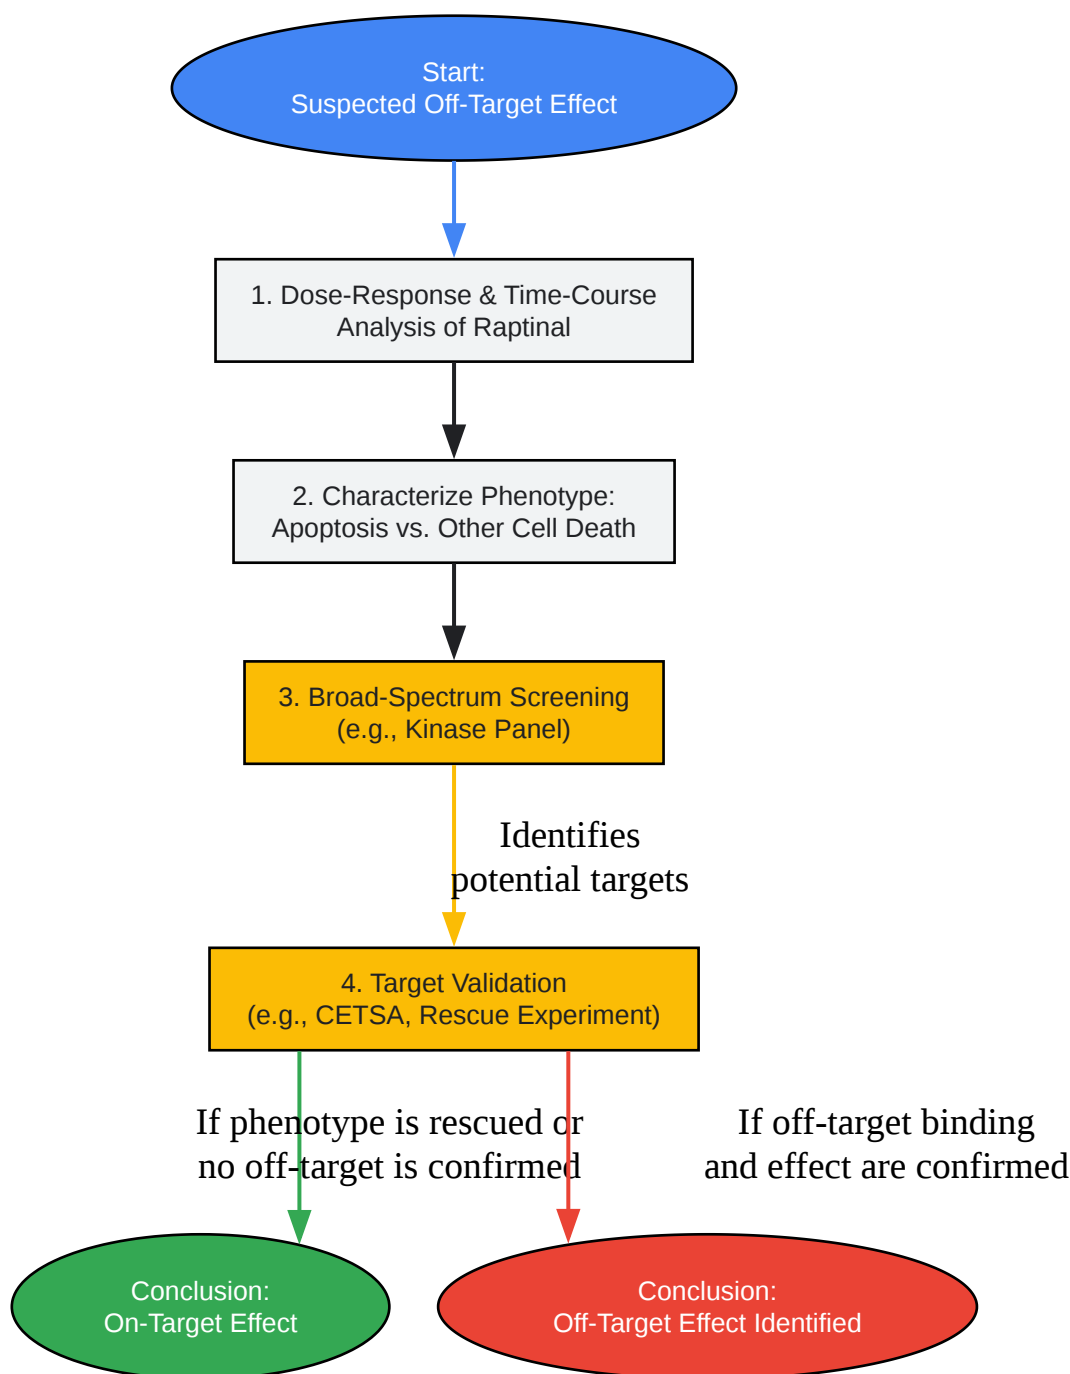 Start:
Suspected Off-Target Effect
1. Dose-Response & Time-Course
Analysis of Raptinal
2. Characterize Phenotype:
Apoptosis vs. Other Cell Death
3. Broad-Spectrum Screening
(e.g., Kinase Panel)
Identifies
potential targets
4. Target Validation
(e.g., CETSA, Rescue Experiment)
If phenotype is rescued or
no off-target is confirmed
If off-target binding
and effect are confirmed
Conclusion:
On-Target Effect
Conclusion:
Off-Target Effect Identified